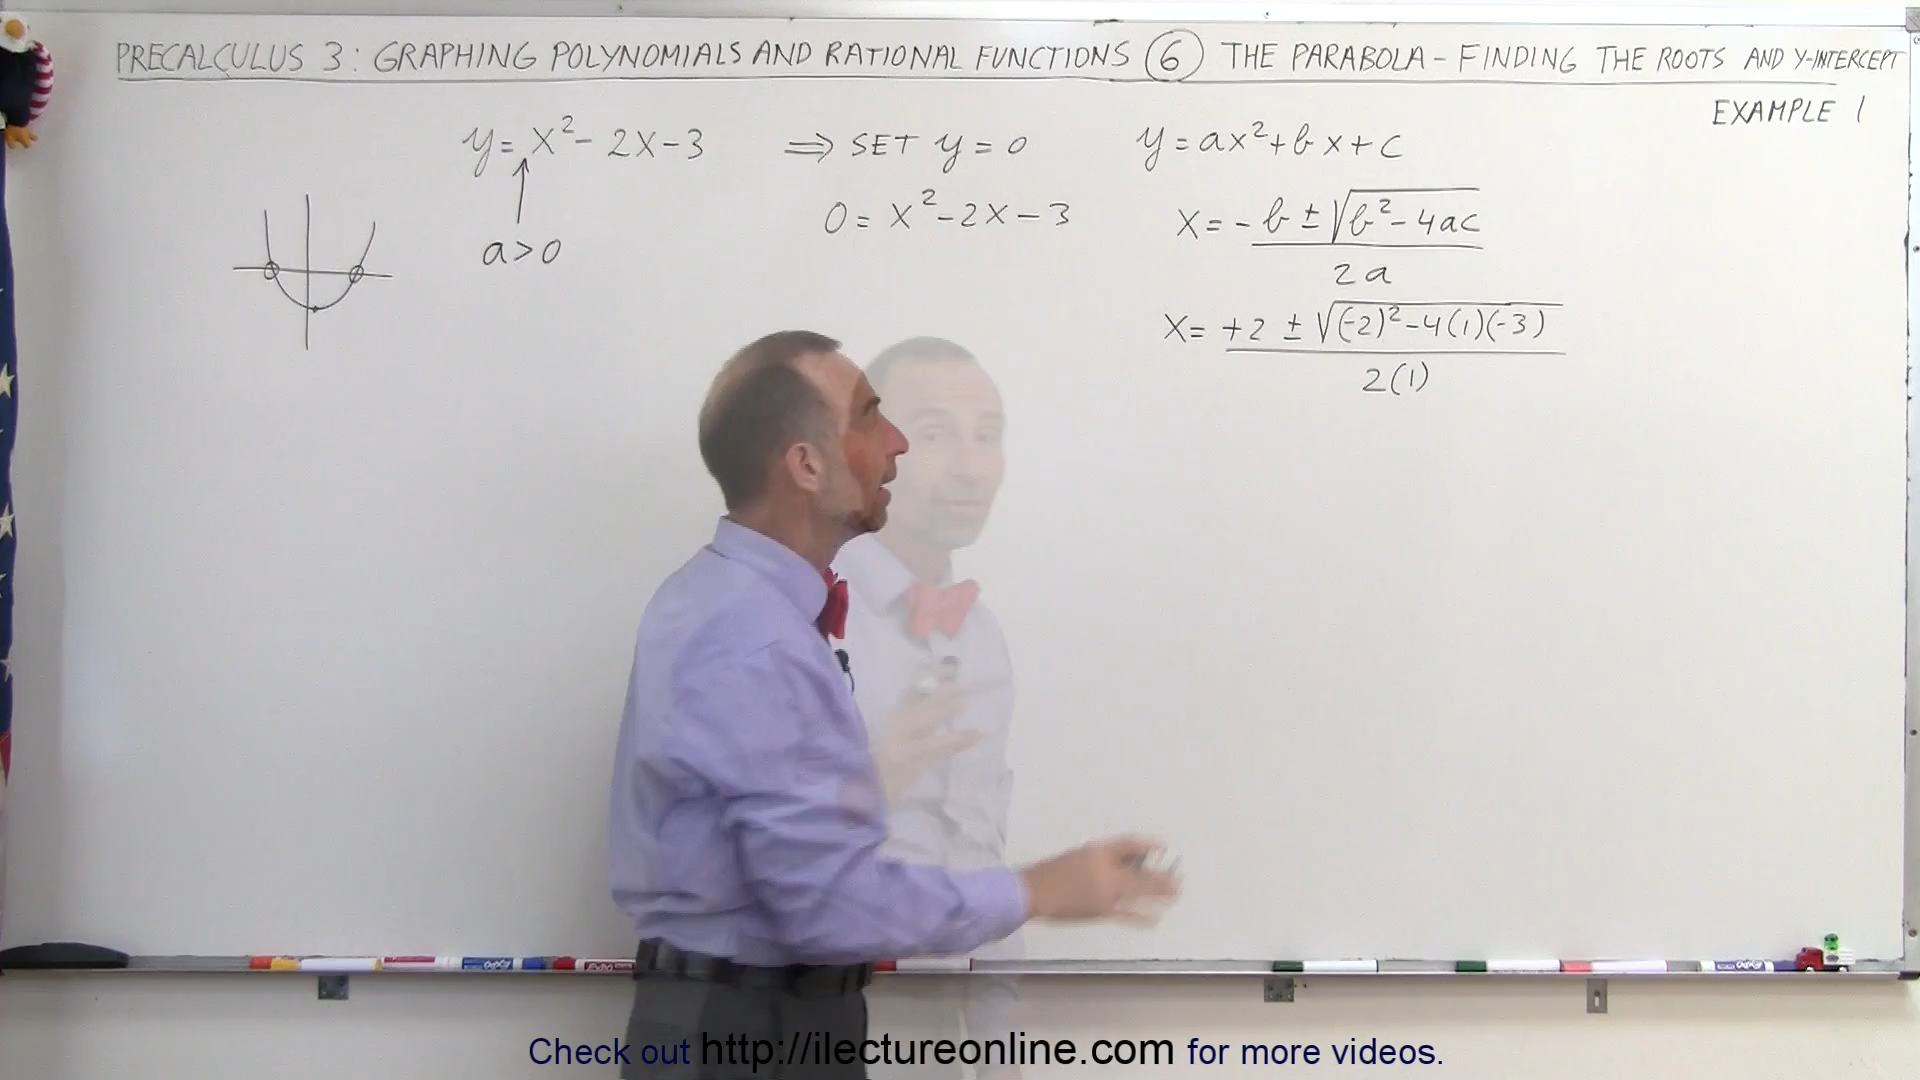 PRECALCULUS 3: GRAPHING POLYNOMIALS AND RATIONAL FUNCTIONS ⑥ THE PARABOLA – FINDING THE ROOTS AND Y-INTERCEPT
EXAMPLE 1
y = x² - 2x - 3
a > 0
⇒ SET y = 0
0 = x² - 2x - 3
y = ax² + bx + c
x = -b ± √b² - 4ac
2a
x = +2 ± √(-2)² - 4(1)(-3)
2(1)
Check out http://ilectureonline.com for more videos.